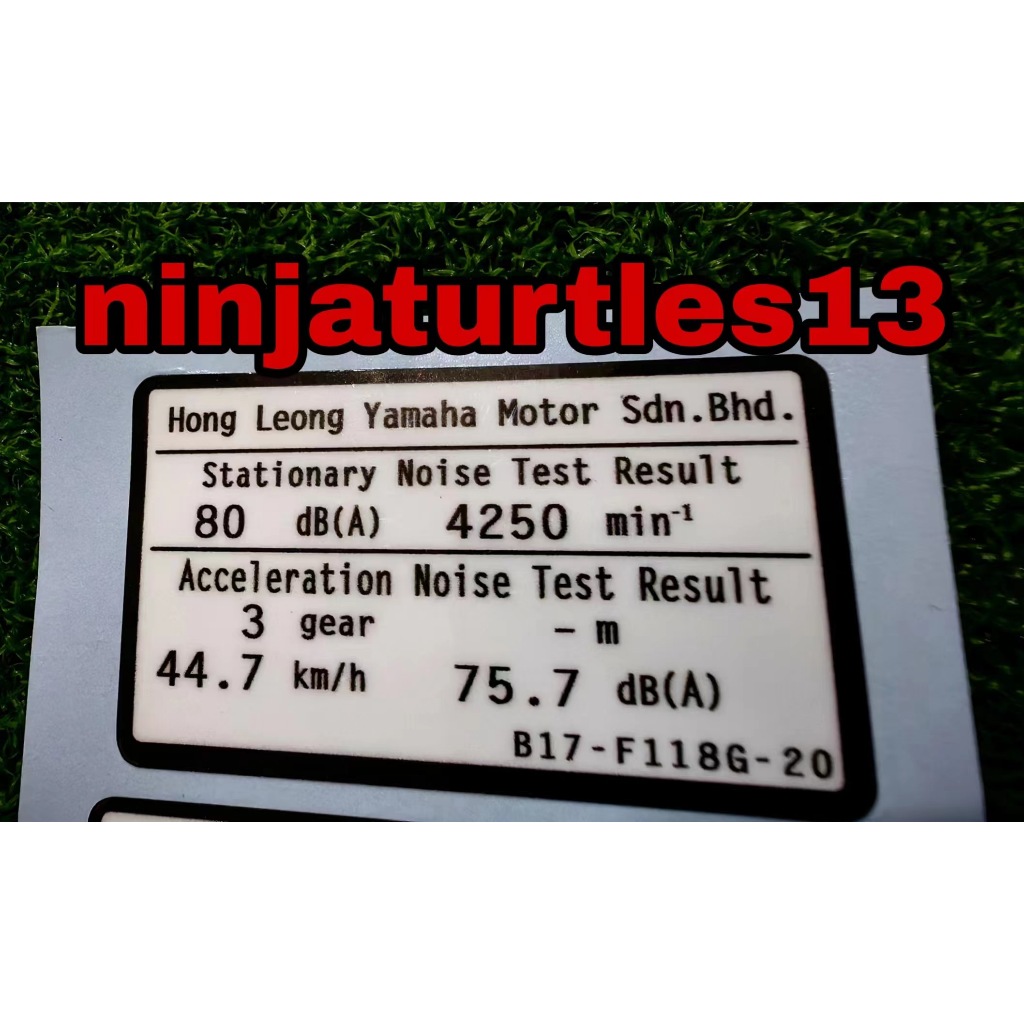 ninjaturtles13
Hong Leong Yamaha Motor Sdn.Bhd.
Stationary Noise Test Result
80 dB(A) 4250 min⁻¹
Acceleration Noise Test Result
3 gear – m
44.7 km/h 75.7 dB(A)
B17-F118G-20